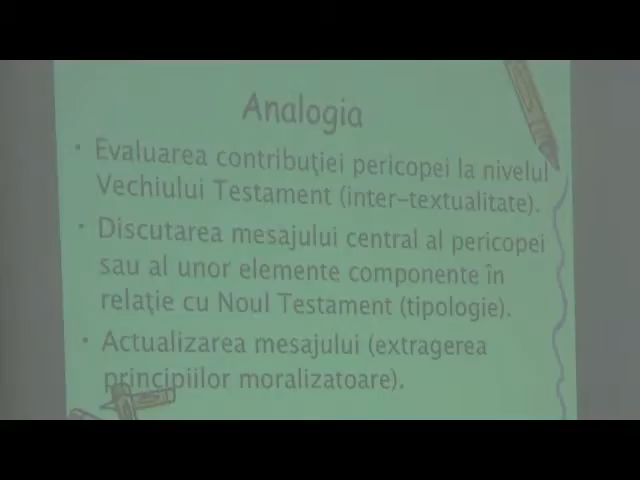 Analogia
• Evaluarea contribuţiei pericopei la nivelul
Vechiului Testament (inter-textualitate).
• Discutarea mesajului central al pericopei
sau al unor elemente componente în
relaţie cu Noul Testament (tipologie).
• Actualizarea mesajului (extragerea
principiilor moralizatoare).